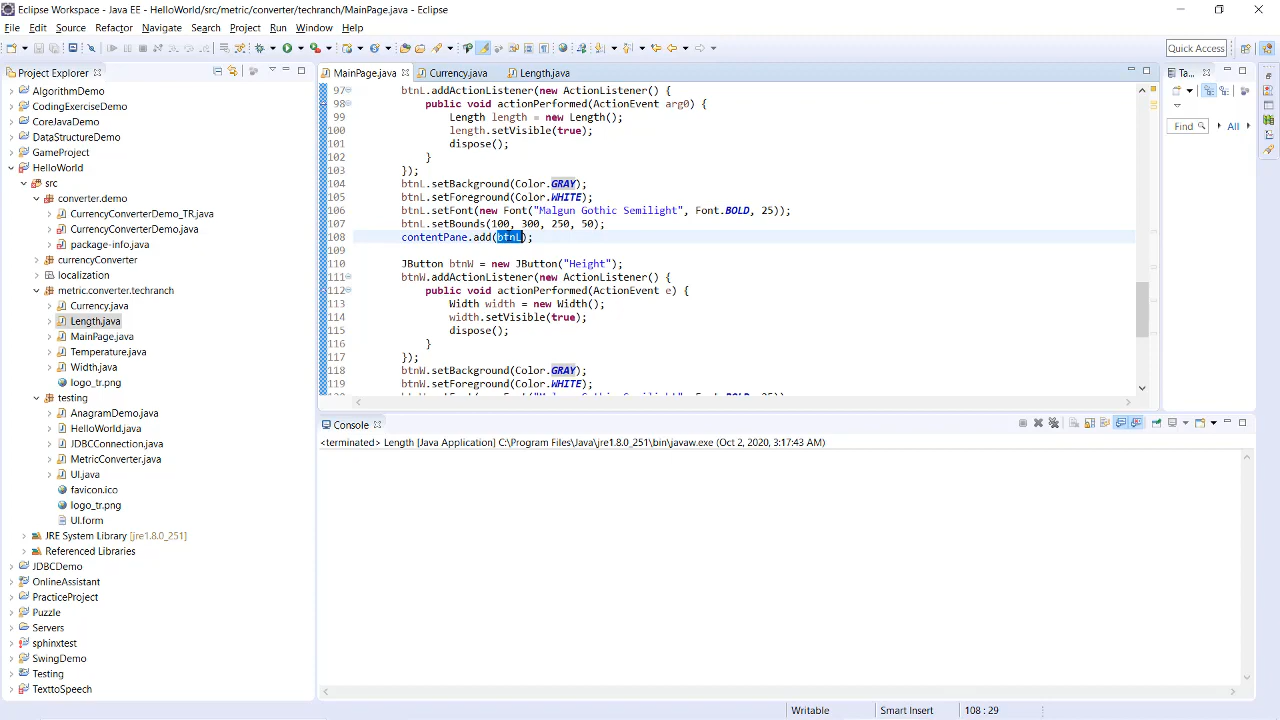 Eclipse Workspace - Java EE - HelloWorld/src/metric/converter/techranch/MainPage.java - Eclipse
File Edit Source Refactor Navigate Search Project Run Window Help
Quick Access
Project Explorer
AlgorithmDemo
CodingExerciseDemo
CoreJavaDemo
DataStructureDemo
GameProject
HelloWorld
src
converter.demo
CurrencyConverterDemo_TR.java
CurrencyConverterDemo.java
package-info.java
currencyConverter
localization
metric.converter.techranch
Currency.java
Length.java
MainPage.java
Temperature.java
Width.java
logo_tr.png
testing
AnagramDemo.java
HelloWorld.java
JDBCConnection.java
MetricConverter.java
UI.java
favicon.ico
logo_tr.png
UI.form
JRE System Library [jre1.8.0_251]
Referenced Libraries
JDBCDemo
OnlineAssistant
PracticeProject
Puzzle
Servers
sphinxtest
SwingDemo
Testing
TexttoSpeech
MainPage.java Currency.java Length.java
97 btnL.addActionListener(new ActionListener() {
98 public void actionPerformed(ActionEvent arg0) {
99 Length length = new Length();
100 length.setVisible(true);
101 dispose();
102 }
103 });
104 btnL.setBackground(Color.GRAY);
105 btnL.setForeground(Color.WHITE);
106 btnL.setFont(new Font("Malgun Gothic Semilight", Font.BOLD, 25));
107 btnL.setBounds(100, 300, 250, 50);
108 contentPane.add(btnL);
109
110 JButton btnW = new JButton("Height");
111 btnW.addActionListener(new ActionListener() {
112 public void actionPerformed(ActionEvent e) {
113 Width width = new Width();
114 width.setVisible(true);
115 dispose();
116 }
117 });
118 btnW.setBackground(Color.GRAY);
119 btnW.setForeground(Color.WHITE);
Ta...
Find All
Console
<terminated> Length [Java Application] C:\Program Files\Java\jre1.8.0_251\bin\javaw.exe (Oct 2, 2020, 3:17:43 AM)
Writable Smart Insert 108 : 29